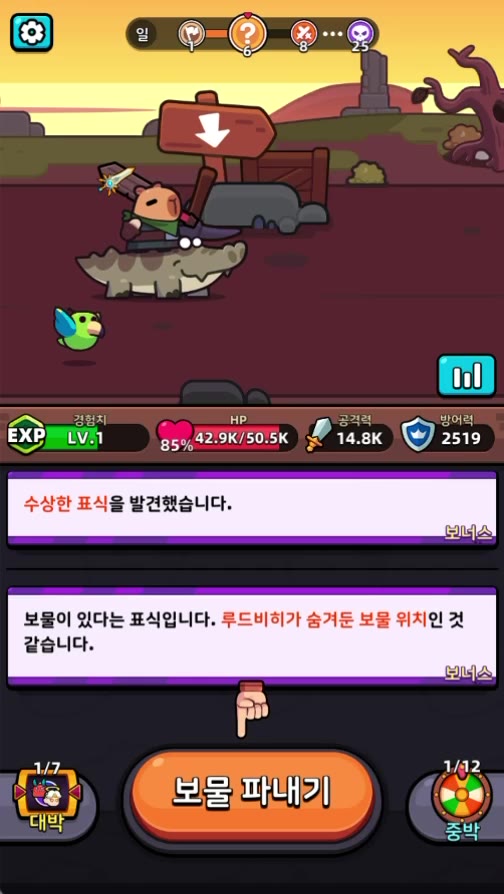 일
?
1
6
8
25
경험치
EXP
LV.1
HP
85%
42.9K/50.5K
공격력
14.8K
방어력
2519
수상한 표식을 발견했습니다.
보너스
보물이 있다는 표식입니다. 루드비히가 숨겨둔 보물 위치인 것
같습니다.
보너스
1/7
대박
보물 파내기
1/12
중박